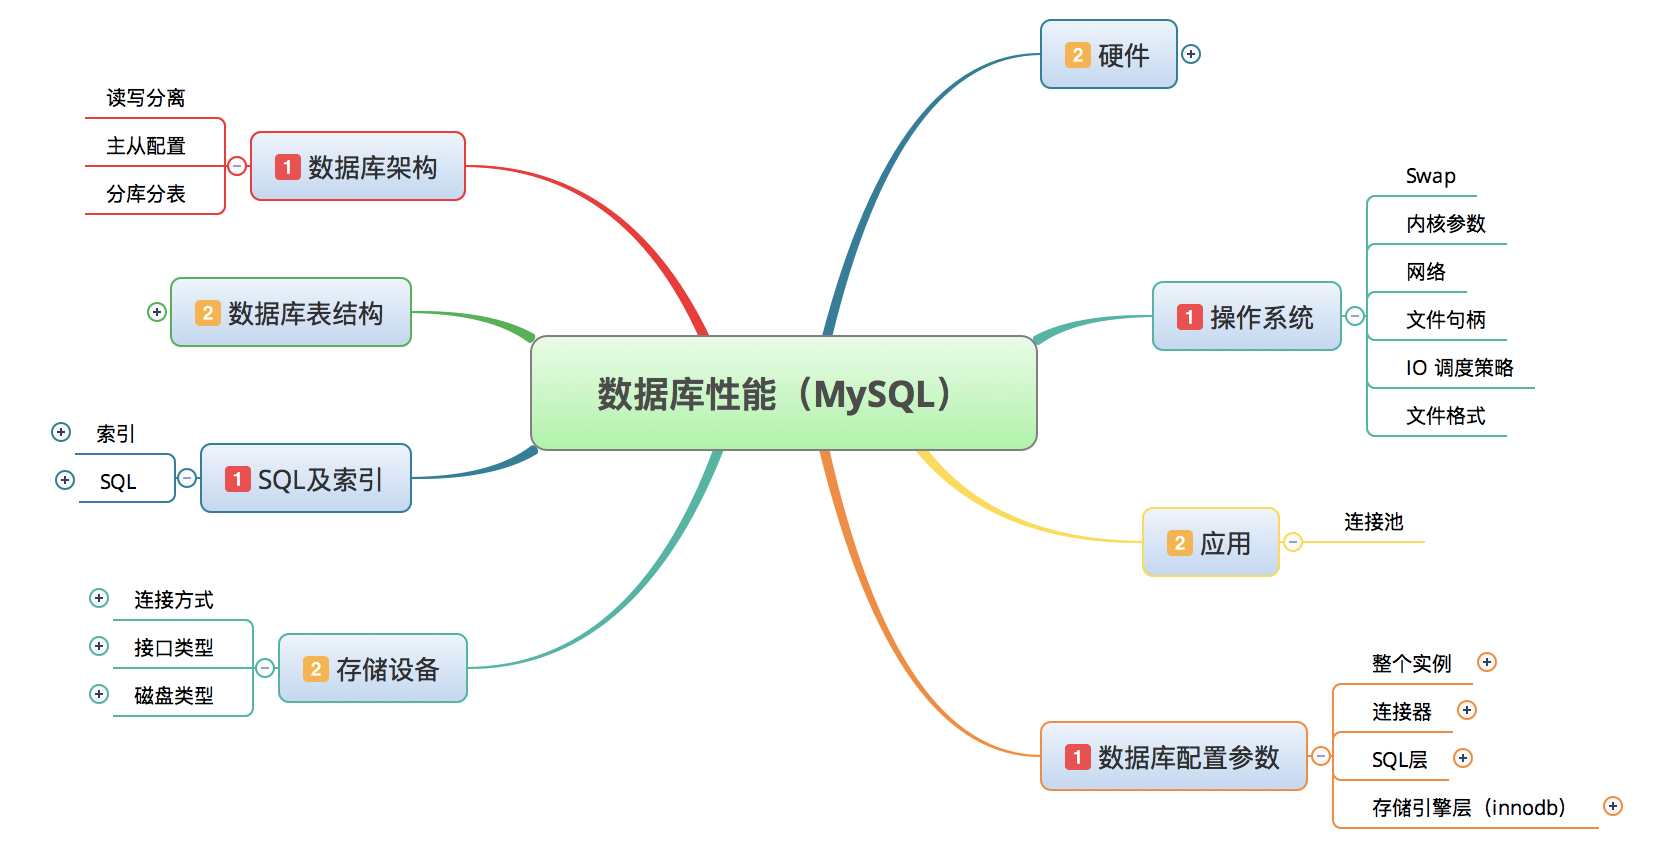 数据库性能（MySQL）
2 硬件
1 操作系统
Swap
内核参数
网络
文件句柄
IO 调度策略
文件格式
2 应用
连接池
1 数据库配置参数
整个实例
连接器
SQL层
存储引擎层（innodb）
1 数据库架构
读写分离
主从配置
分库分表
2 数据库表结构
1 SQL及索引
索引
SQL
2 存储设备
连接方式
接口类型
磁盘类型